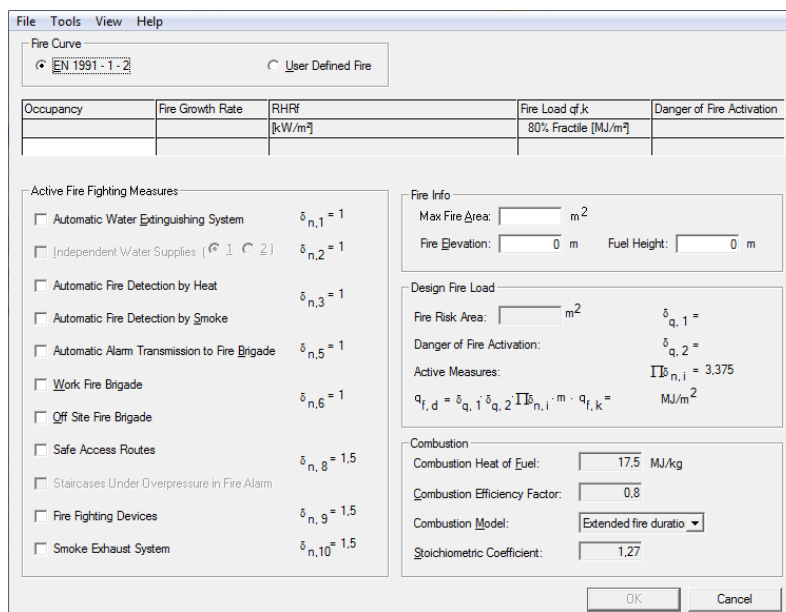 File Tools View Help
Fire Curve
EN 1991 - 1 - 2 User Defined Fire
Occupancy Fire Growth Rate RHRf Fire Load qf,k Danger of Fire Activation
[kW/m²] 80% Fractile [MJ/m²]
Active Fire Fighting Measures
Automatic Water Extinguishing System δn,1 = 1
Independent Water Supplies ( 1 2 ) δn,2 = 1
Automatic Fire Detection by Heat
δn,3 = 1
Automatic Fire Detection by Smoke
Automatic Alarm Transmission to Fire Brigade δn,5 = 1
Work Fire Brigade
δn,6 = 1
Off Site Fire Brigade
Safe Access Routes
δn, 8 = 1,5
Staircases Under Overpressure in Fire Alarm
Fire Fighting Devices δn, 9 = 1,5
Smoke Exhaust System δn,10 = 1,5
Fire Info
Max Fire Area: m2
Fire Elevation: 0 m Fuel Height: 0 m
Design Fire Load
Fire Risk Area: m2 δq, 1 =
Danger of Fire Activation: δq, 2 =
Active Measures: Πδn, i = 3,375
qf, d = δq, 1 · δq, 2 · Πδn, i · m · qf, k = MJ/m2
Combustion
Combustion Heat of Fuel: 17,5 MJ/kg
Combustion Efficiency Factor: 0,8
Combustion Model: Extended fire duratio
Stoichiometric Coefficient: 1,27
OK Cancel